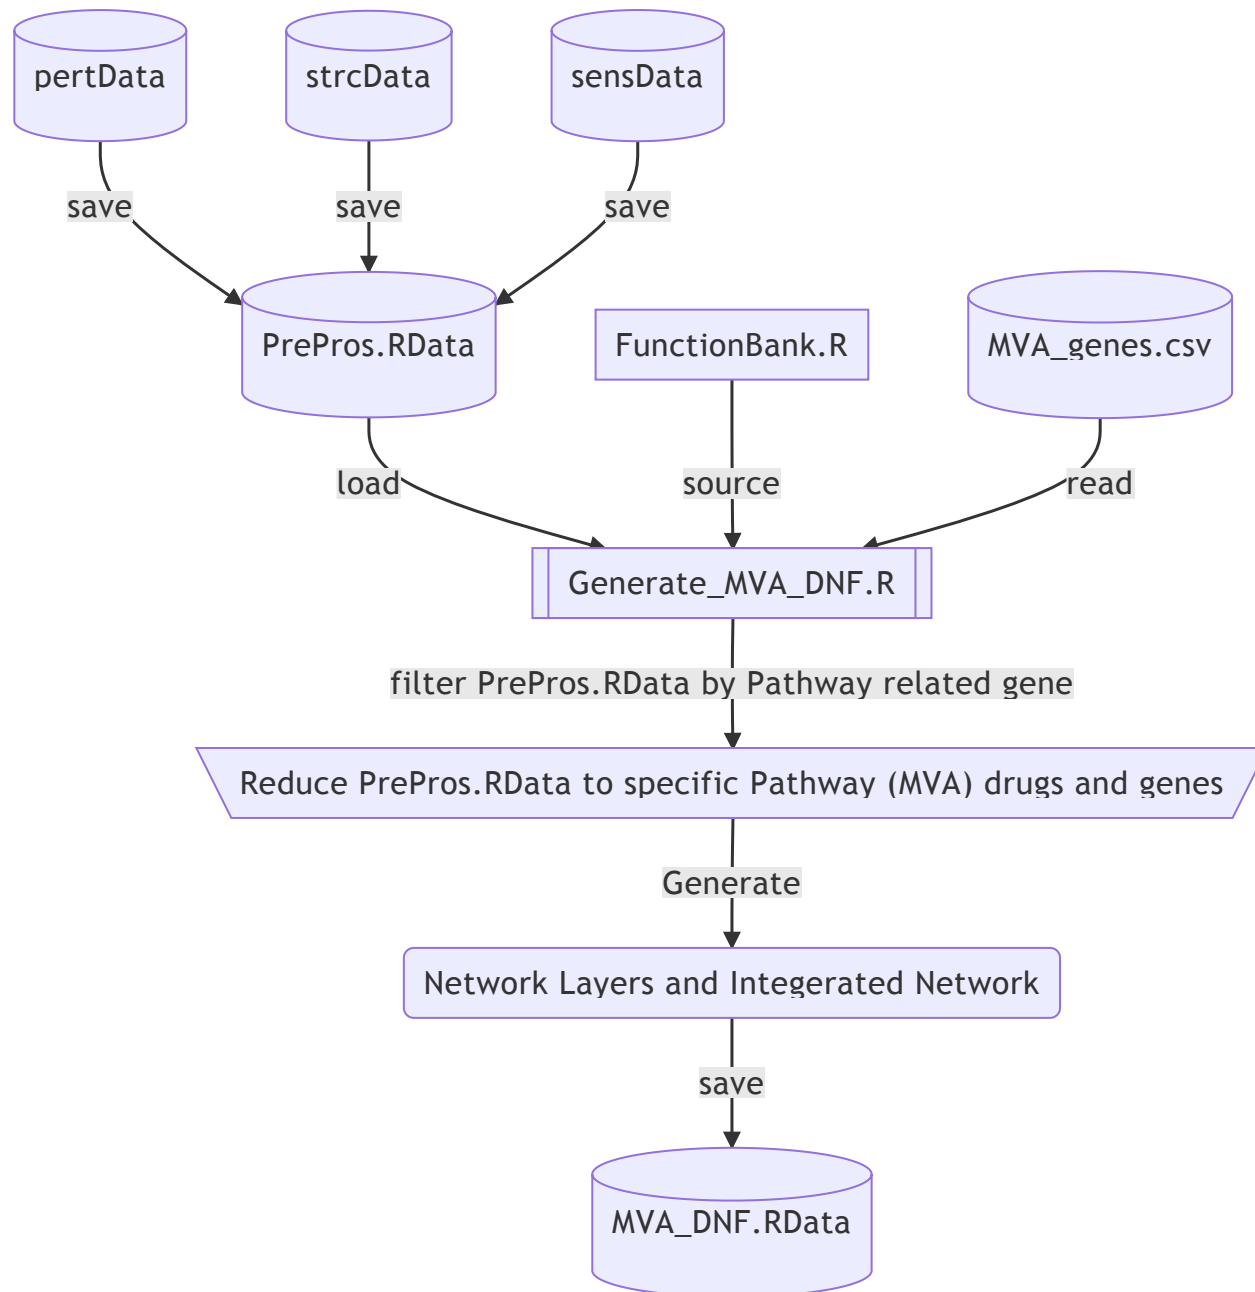 pertData
strcData
sensData
save
save
save
PrePros.RData
FunctionBank.R
MVA_genes.csv
load
source
read
Generate_MVA_DNF.R
filter PrePros.RData by Pathway related gene
Reduce PrePros.RData to specific Pathway (MVA) drugs and genes
Generate
Network Layers and Integerated Network
save
MVA_DNF.RData